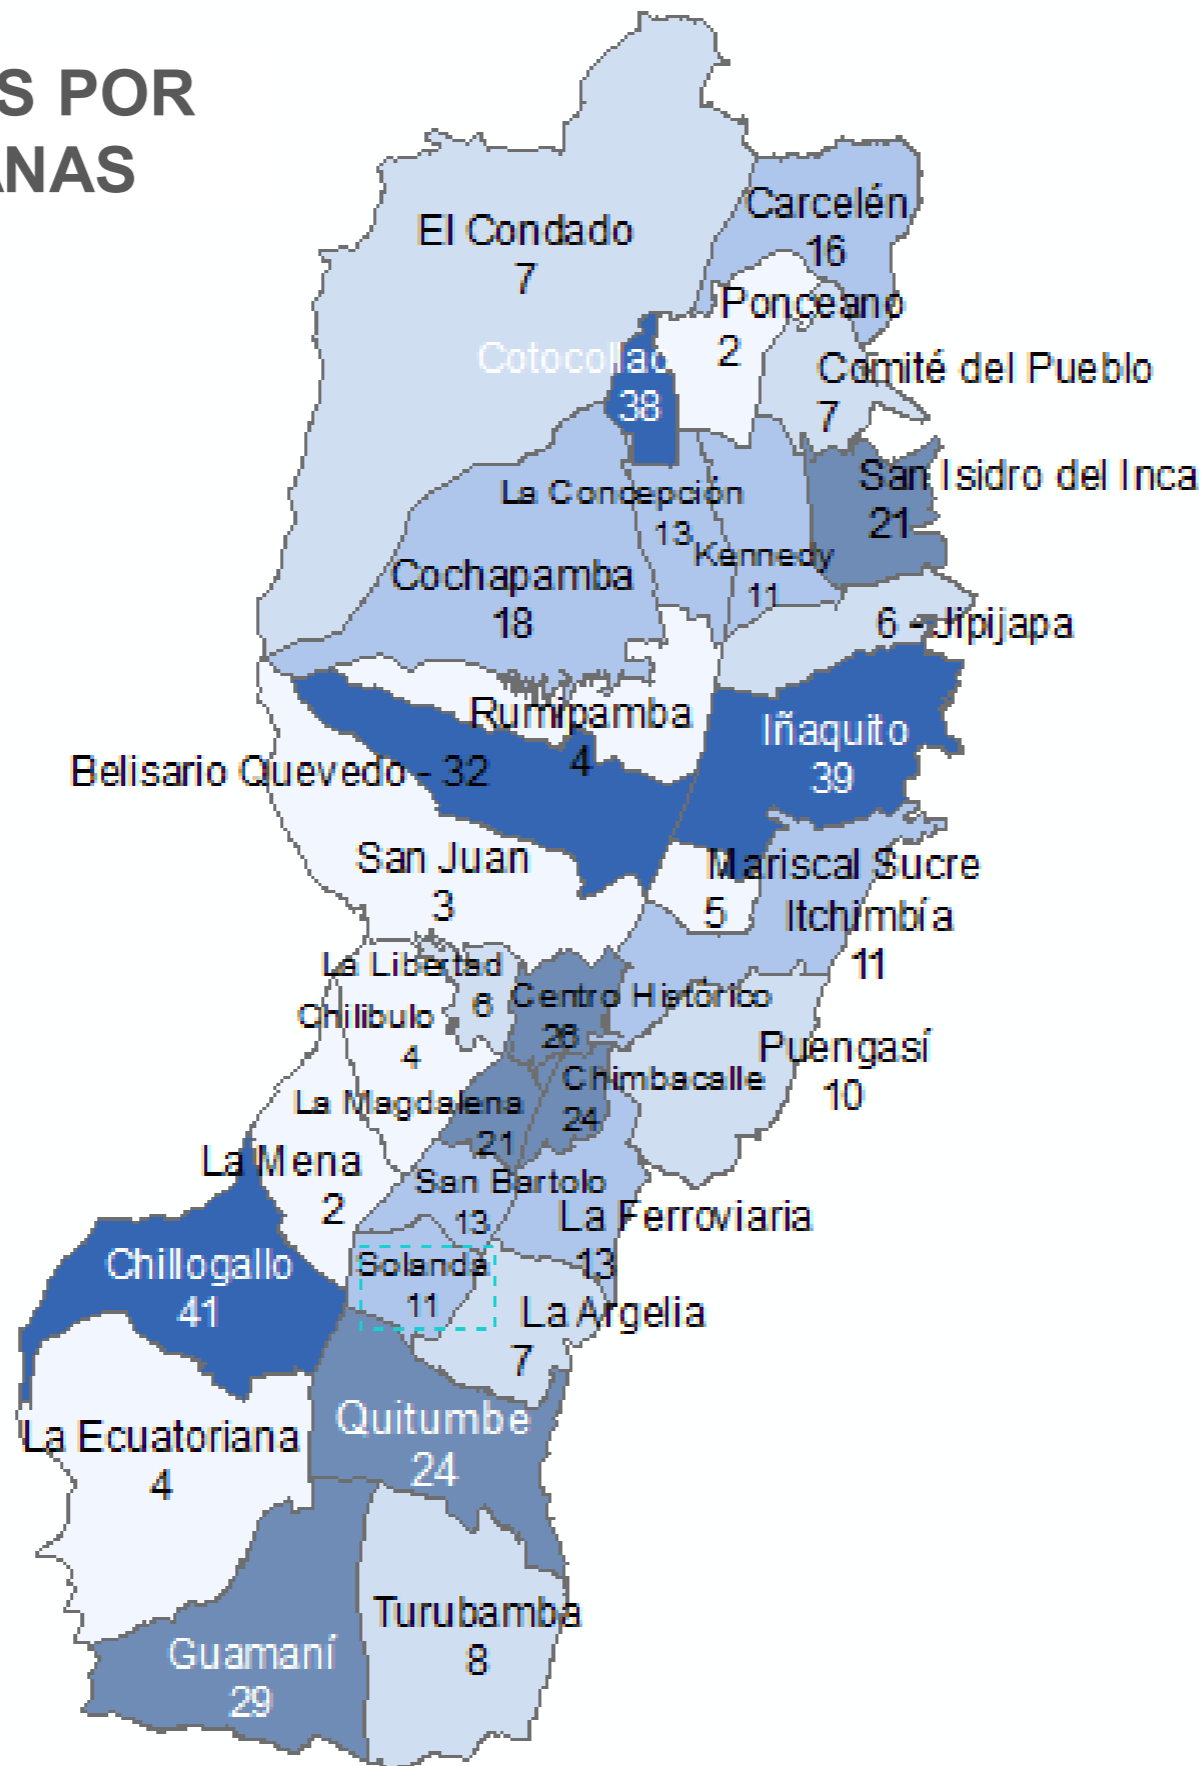 S POR
ANAS
Carcelén
16
El Condado
7
Ponceano
2
Cotocollao
38
Comité del Pueblo
7
San Isidro del Inca
21
La Concepción
13
Kennedy
11
Cochapamba
18
6 - Jipijapa
Rumipamba
4
Iñaquito
39
Belisario Quevedo - 32
San Juan
3
Mariscal Sucre
5
Itchimbía
11
La Libertad
6
Centro Histórico
26
Chilibulo
4
Puengasí
10
Chimbacalle
24
La Magdalena
21
La Mena
2
San Bartolo
13
La Ferroviaria
13
Chillogallo
41
Solanda
11
La Argelia
7
Quitumbe
24
La Ecuatoriana
4
Turubamba
8
Guamaní
29